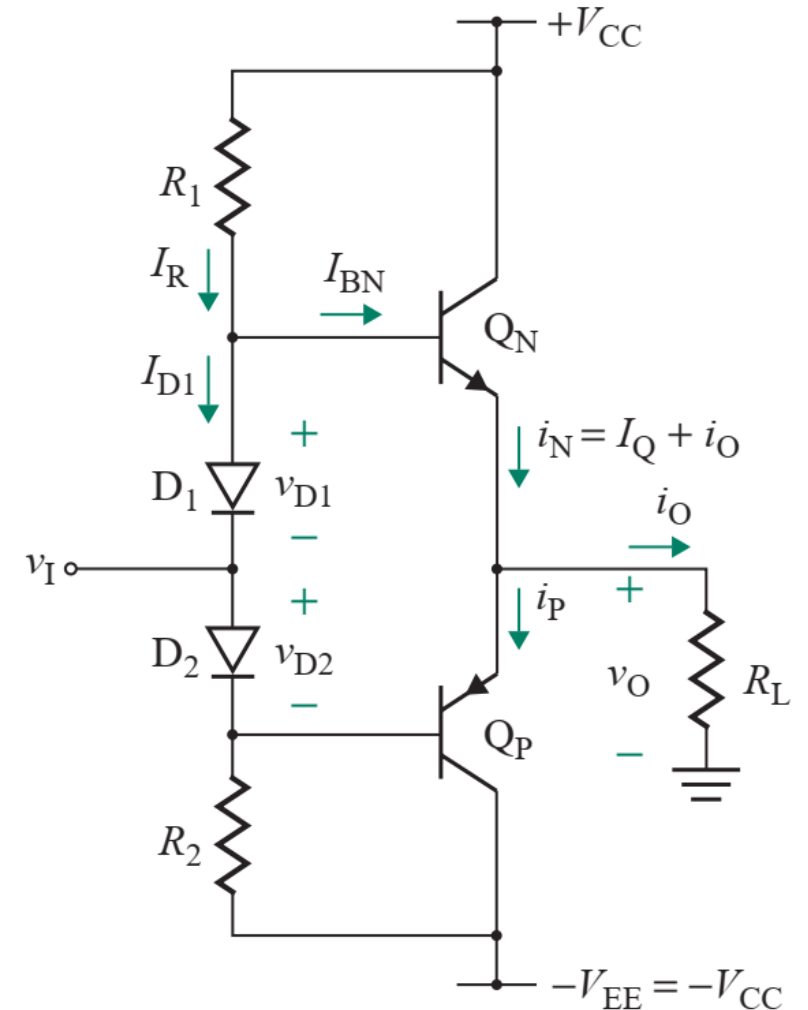 +V_CC
R_1
I_R
I_BN
Q_N
I_D1
+
i_N = I_Q + i_O
D_1
v_D1
i_O
−
v_I
+
+
i_P
D_2
v_D2
v_O
R_L
−
Q_P
−
R_2
−V_EE = −V_CC